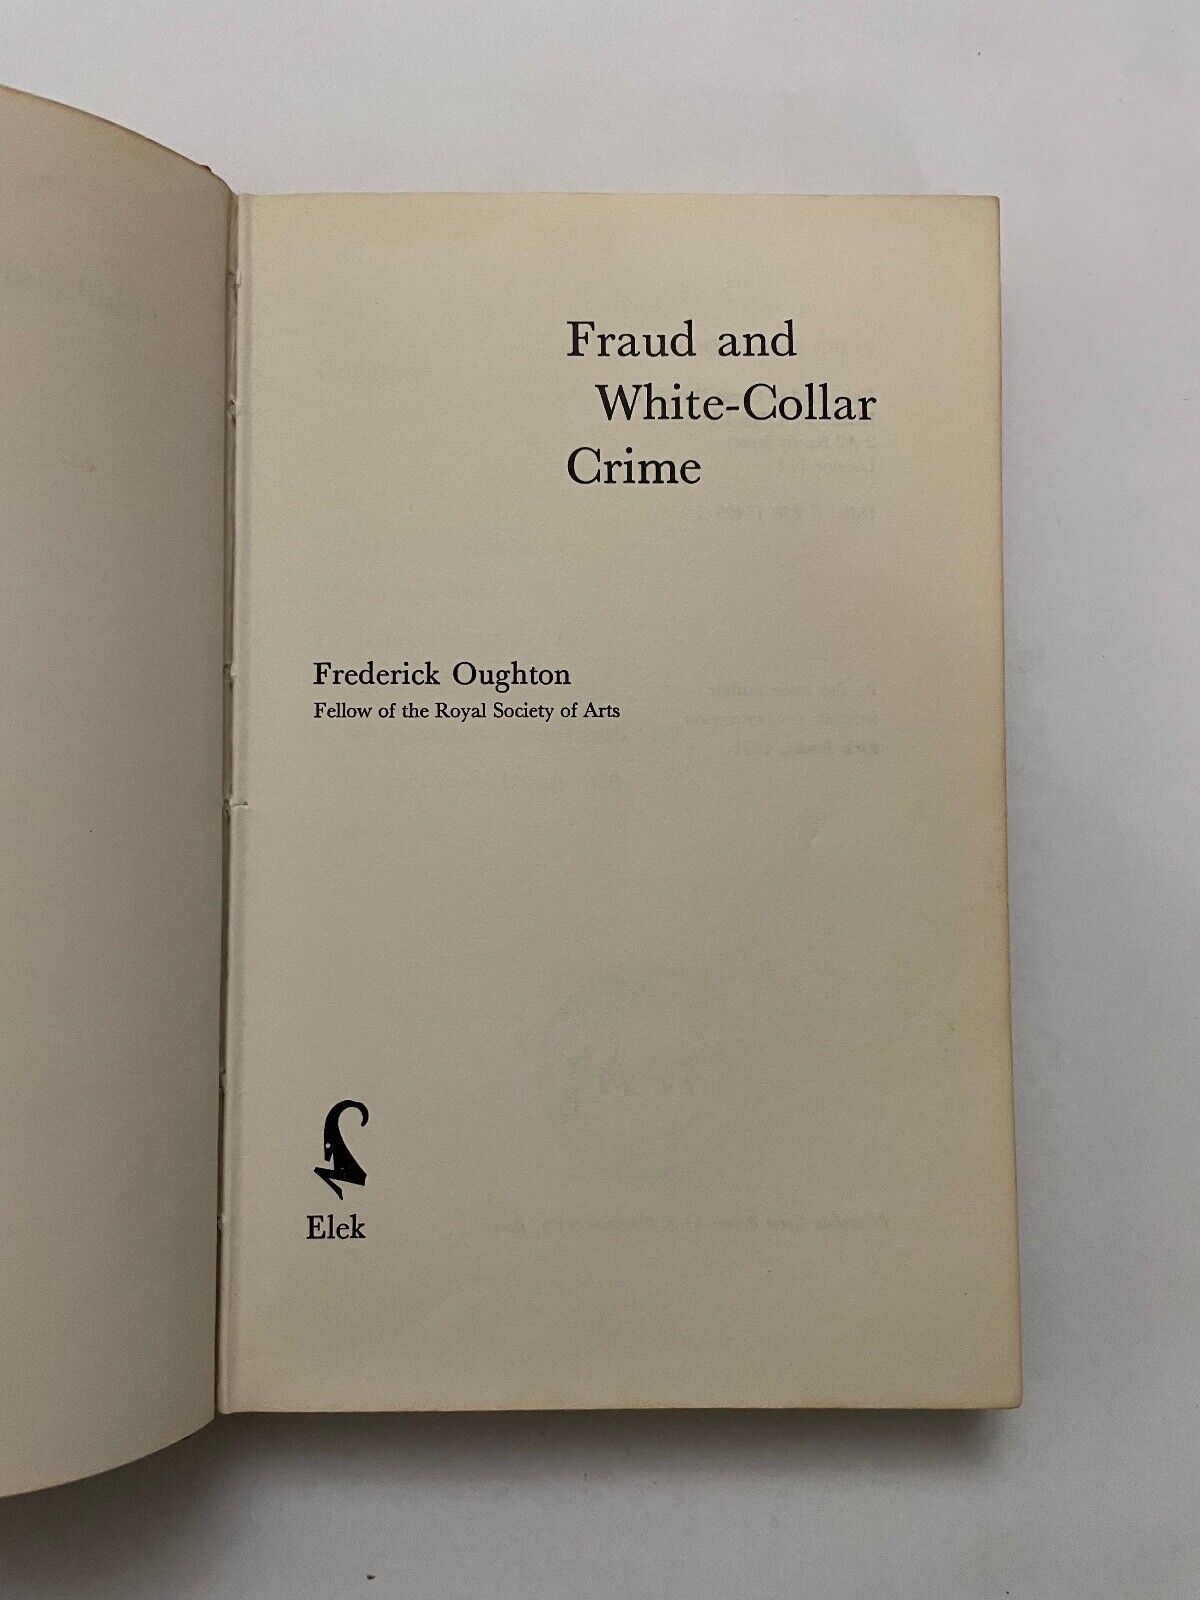 Fraud and
White-Collar
Crime
Frederick Oughton
Fellow of the Royal Society of Arts
Elek